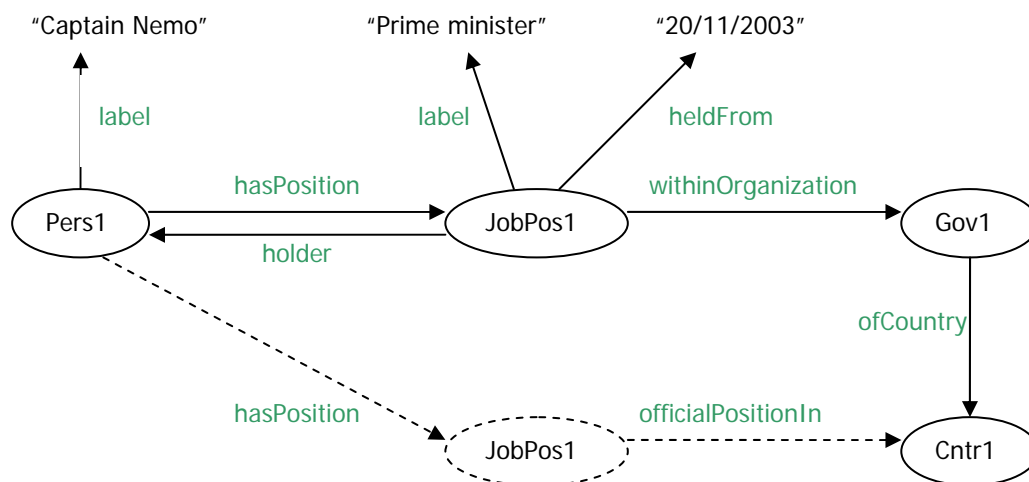 "Captain Nemo"
"Prime minister"
"20/11/2003"
label
label
heldFrom
hasPosition
withinOrganization
Pers1
JobPos1
Gov1
holder
ofCountry
hasPosition
officialPositionIn
JobPos1
Cntr1